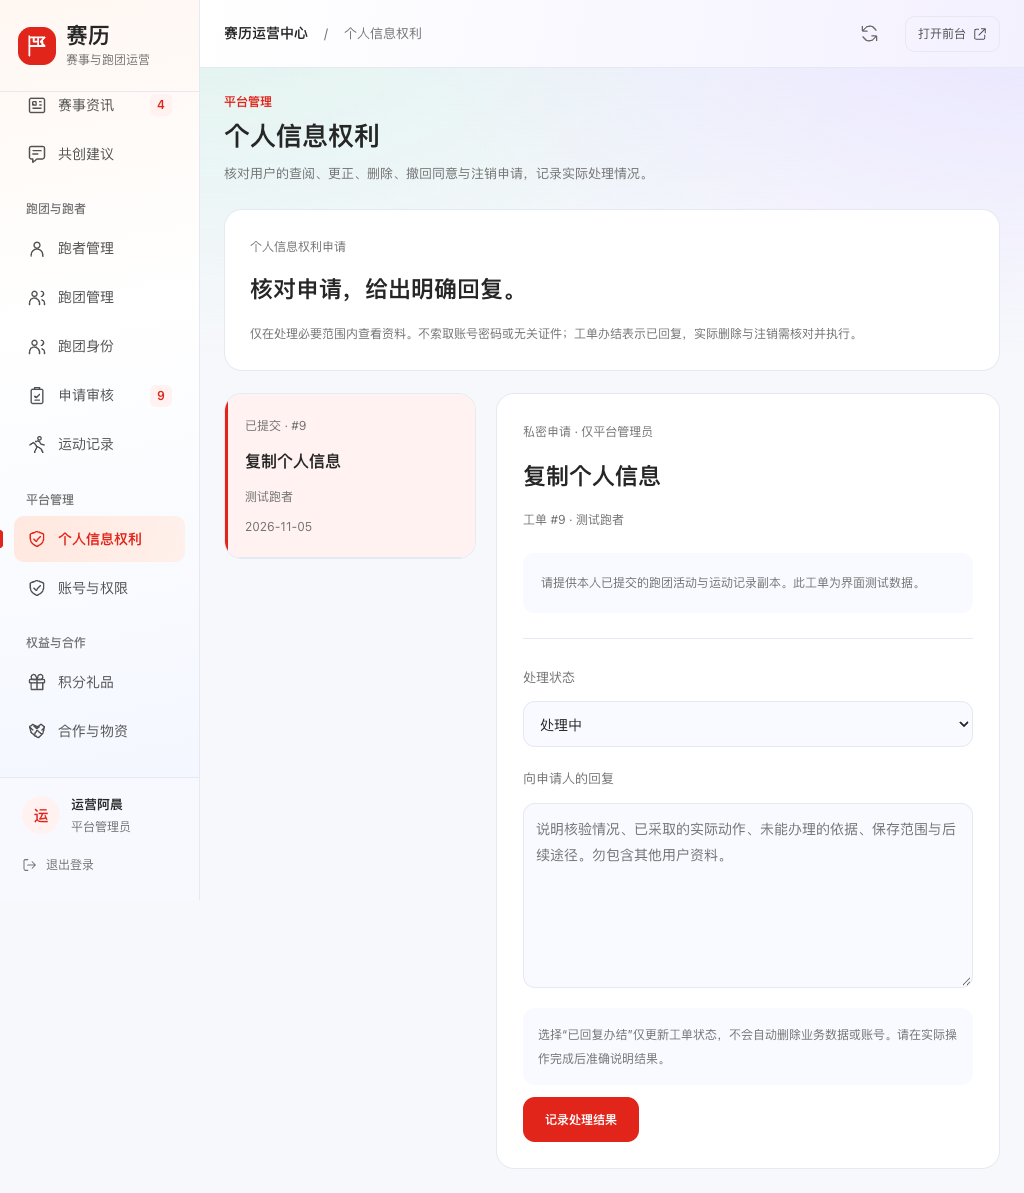 赛历
赛事与跑团运营
赛事资讯 4
共创建议
跑团与跑者
跑者管理
跑团管理
跑团身份
申请审核 9
运动记录
平台管理
个人信息权利
账号与权限
权益与合作
积分礼品
合作与物资
运
运营阿晨
平台管理员
退出登录
赛历运营中心 / 个人信息权利
打开前台
平台管理
个人信息权利
核对用户的查阅、更正、删除、撤回同意与注销申请，记录实际处理情况。
个人信息权利申请
核对申请，给出明确回复。
仅在处理必要范围内查看资料。不索取账号密码或无关证件；工单办结表示已回复，实际删除与注销需核对并执行。
已提交 · #9
复制个人信息
测试跑者
2026-11-05
私密申请 · 仅平台管理员
复制个人信息
工单 #9 · 测试跑者
请提供本人已提交的跑团活动与运动记录副本。此工单为界面测试数据。
处理状态
处理中
向申请人的回复
说明核验情况、已采取的实际动作、未能办理的依据、保存范围与后
续途径。勿包含其他用户资料。
选择“已回复办结”仅更新工单状态，不会自动删除业务数据或账号。请在实际操
作完成后准确说明结果。
记录处理结果